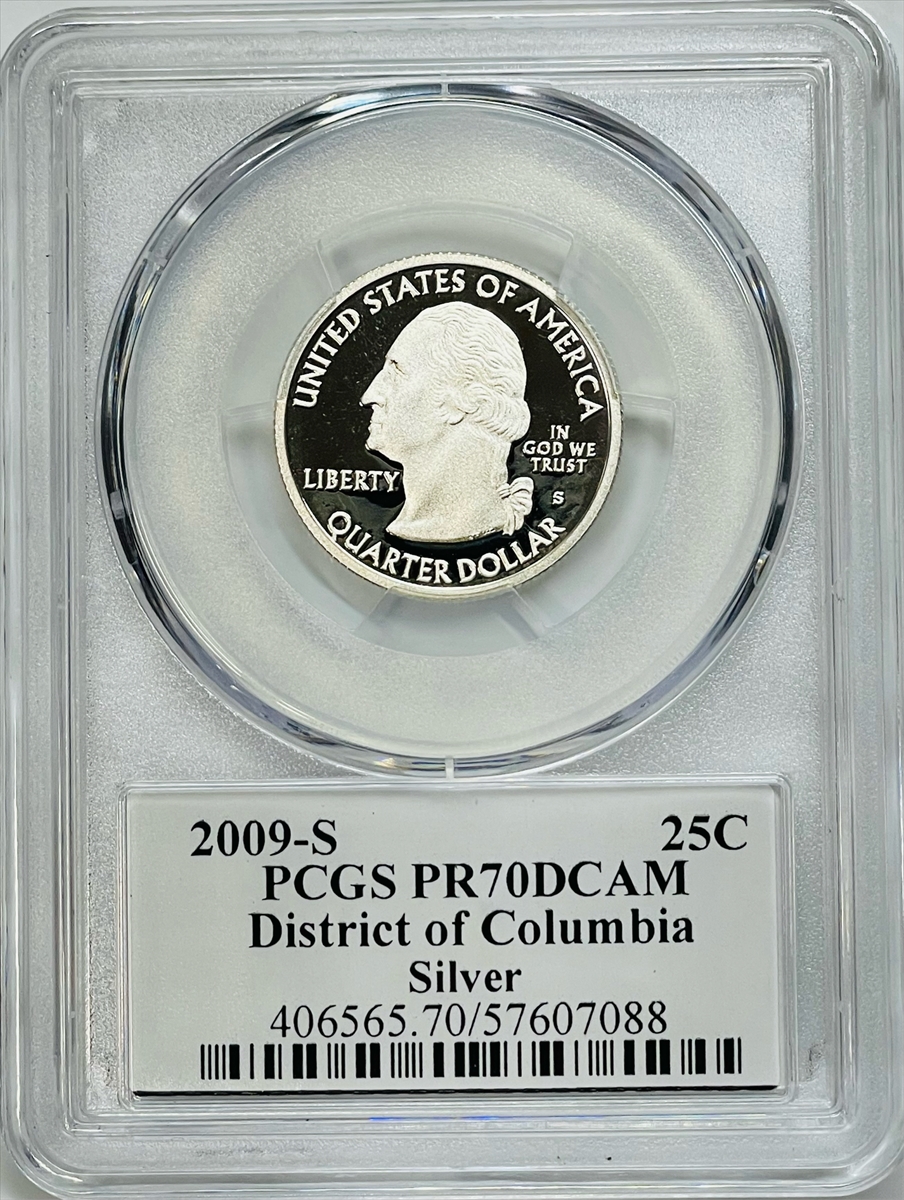 UNITED STATES OF AMERICA
LIBERTY
IN
GOD WE
TRUST
S
QUARTER DOLLAR
2009-S 25C
PCGS PR70DCAM
District of Columbia
Silver
406565.70/57607088